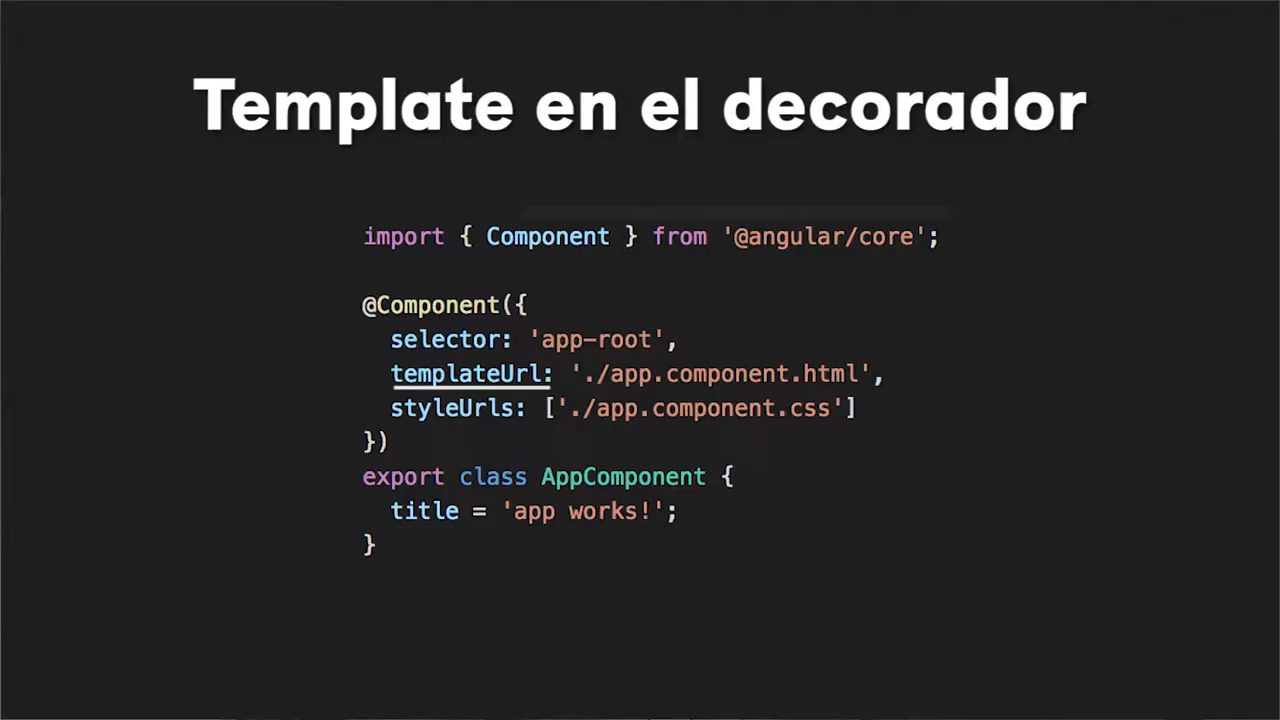 Template en el decorador
import { Component } from '@angular/core';
@Component({
selector: 'app-root',
templateUrl: './app.component.html',
styleUrls: ['./app.component.css']
})
export class AppComponent {
title = 'app works!';
}